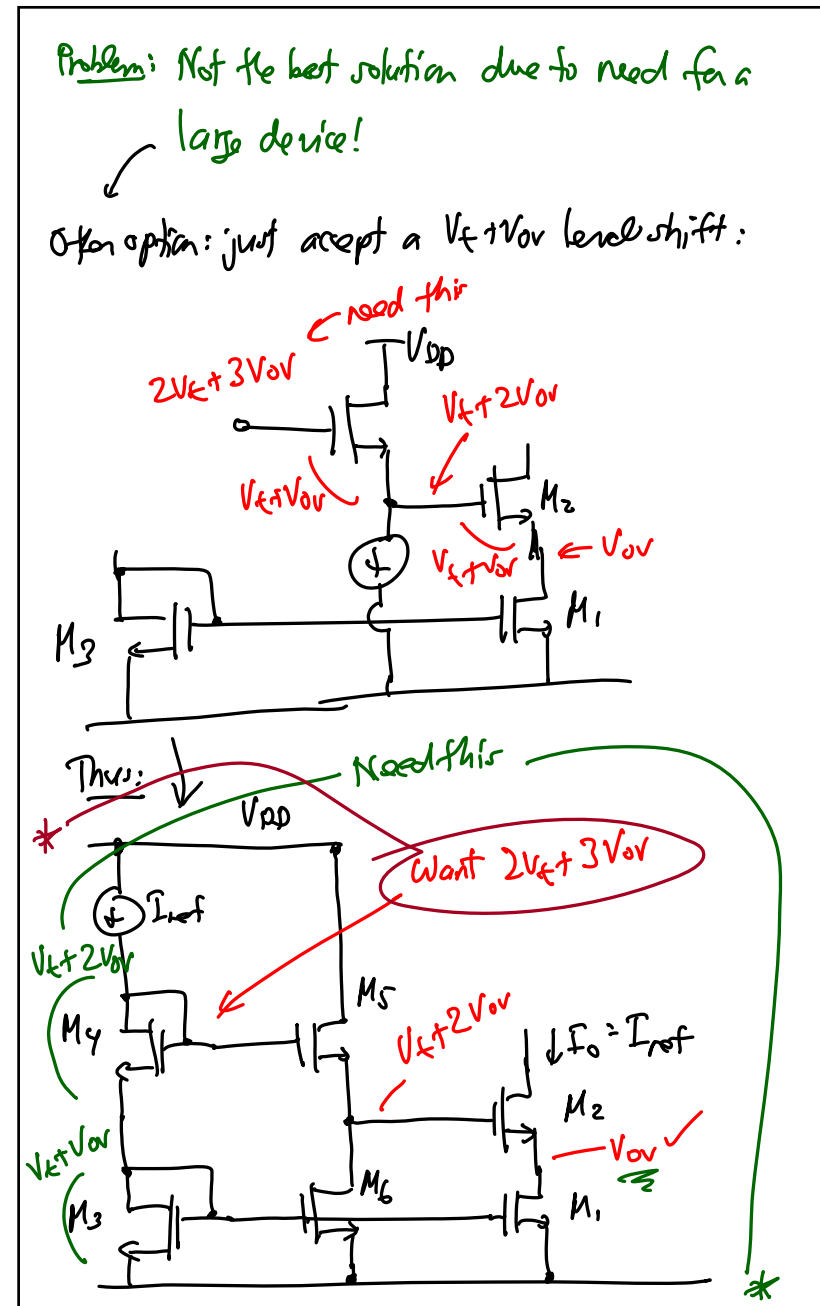 Problem: Not the best solution due to need for a
large device!
Other option: just accept a Vt+Vov level shift:
need this
VDD
2Vt+3Vov
Vt+2Vov
Vt+Vov
M2
Vt+Vov
Vov
M3
M1
Thus:
Need this
*
VDD
Want 2Vt+3Vov
Iref
Vt+2Vov
M4
M5
Vt+2Vov
↓Io=Iref
M2
Vov ✓
Vt+Vov
M3
M6
M1
*